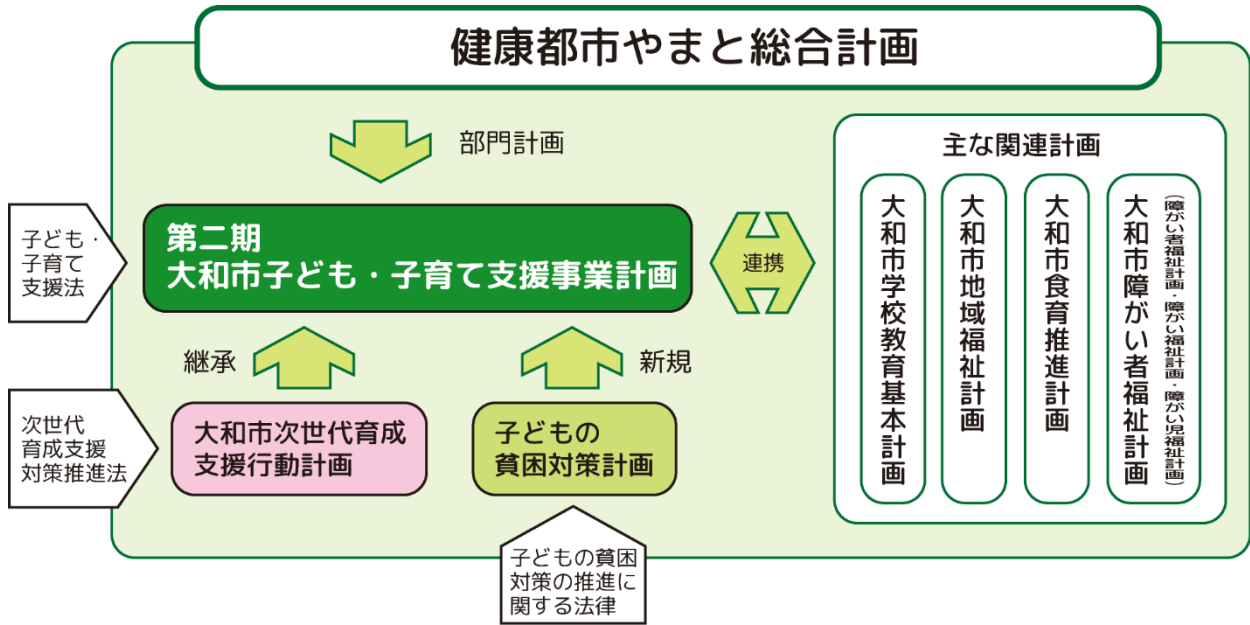 健康都市やまと総合計画
部門計画
子ども・
子育て
支援法
第二期
大和市子ども・子育て支援事業計画
連携
継承
新規
次世代
育成支援
対策推進法
大和市次世代育成
支援行動計画
子どもの
貧困対策計画
子どもの貧困
対策の推進に
関する法律
主な関連計画
大和市学校教育基本計画
大和市地域福祉計画
大和市食育推進計画
大和市障がい者福祉計画
(障がい者福祉計画・障がい福祉計画・障がい児福祉計画)